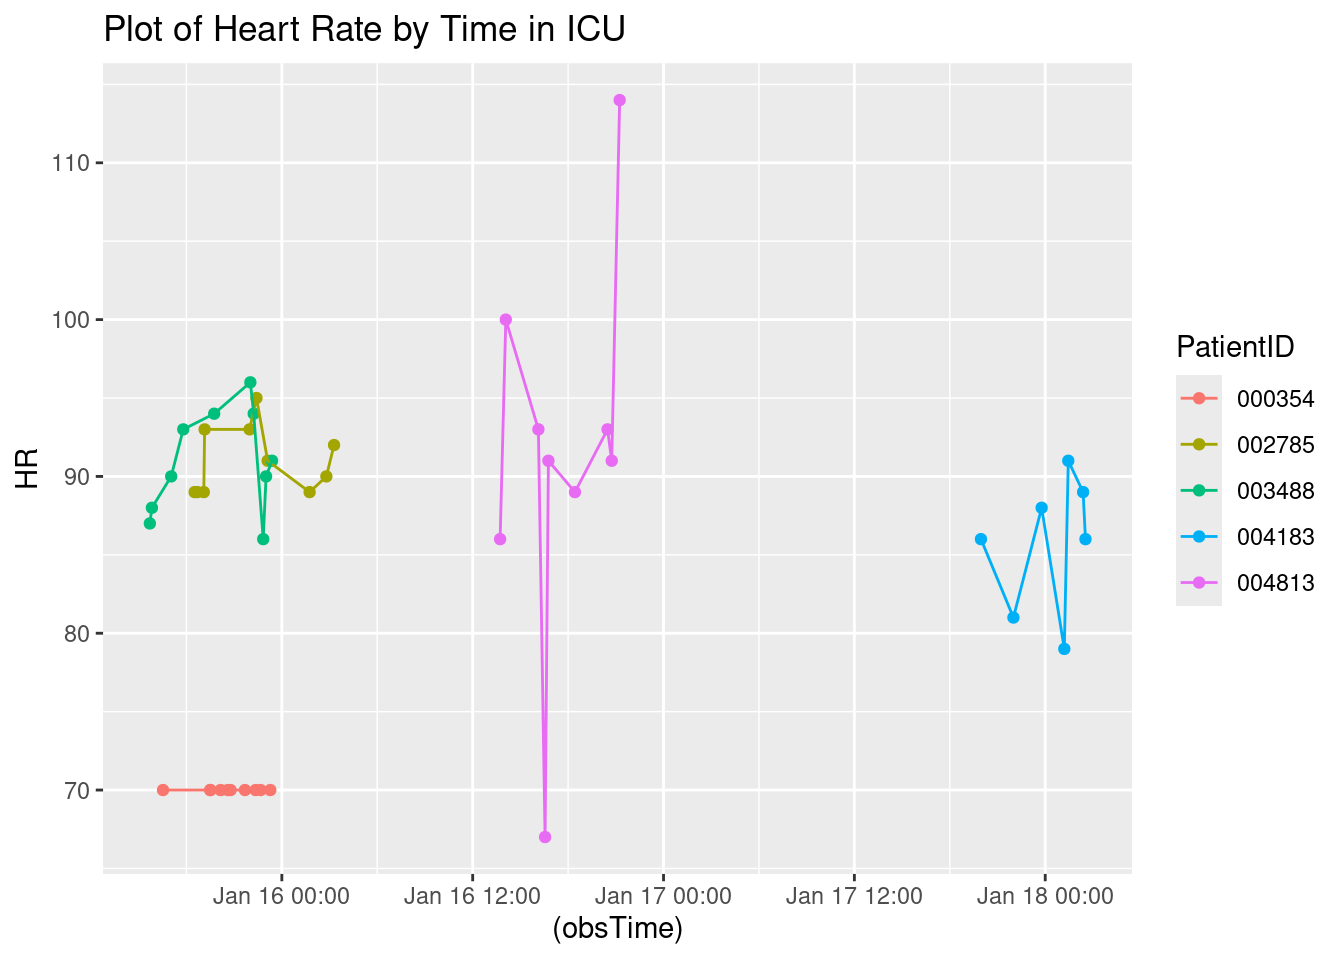 Plot of Heart Rate by Time in ICU
HR
110
100
90
80
70
Jan 16 00:00 Jan 16 12:00 Jan 17 00:00 Jan 17 12:00 Jan 18 00:00
(obsTime)
PatientID
000354
002785
003488
004183
004813